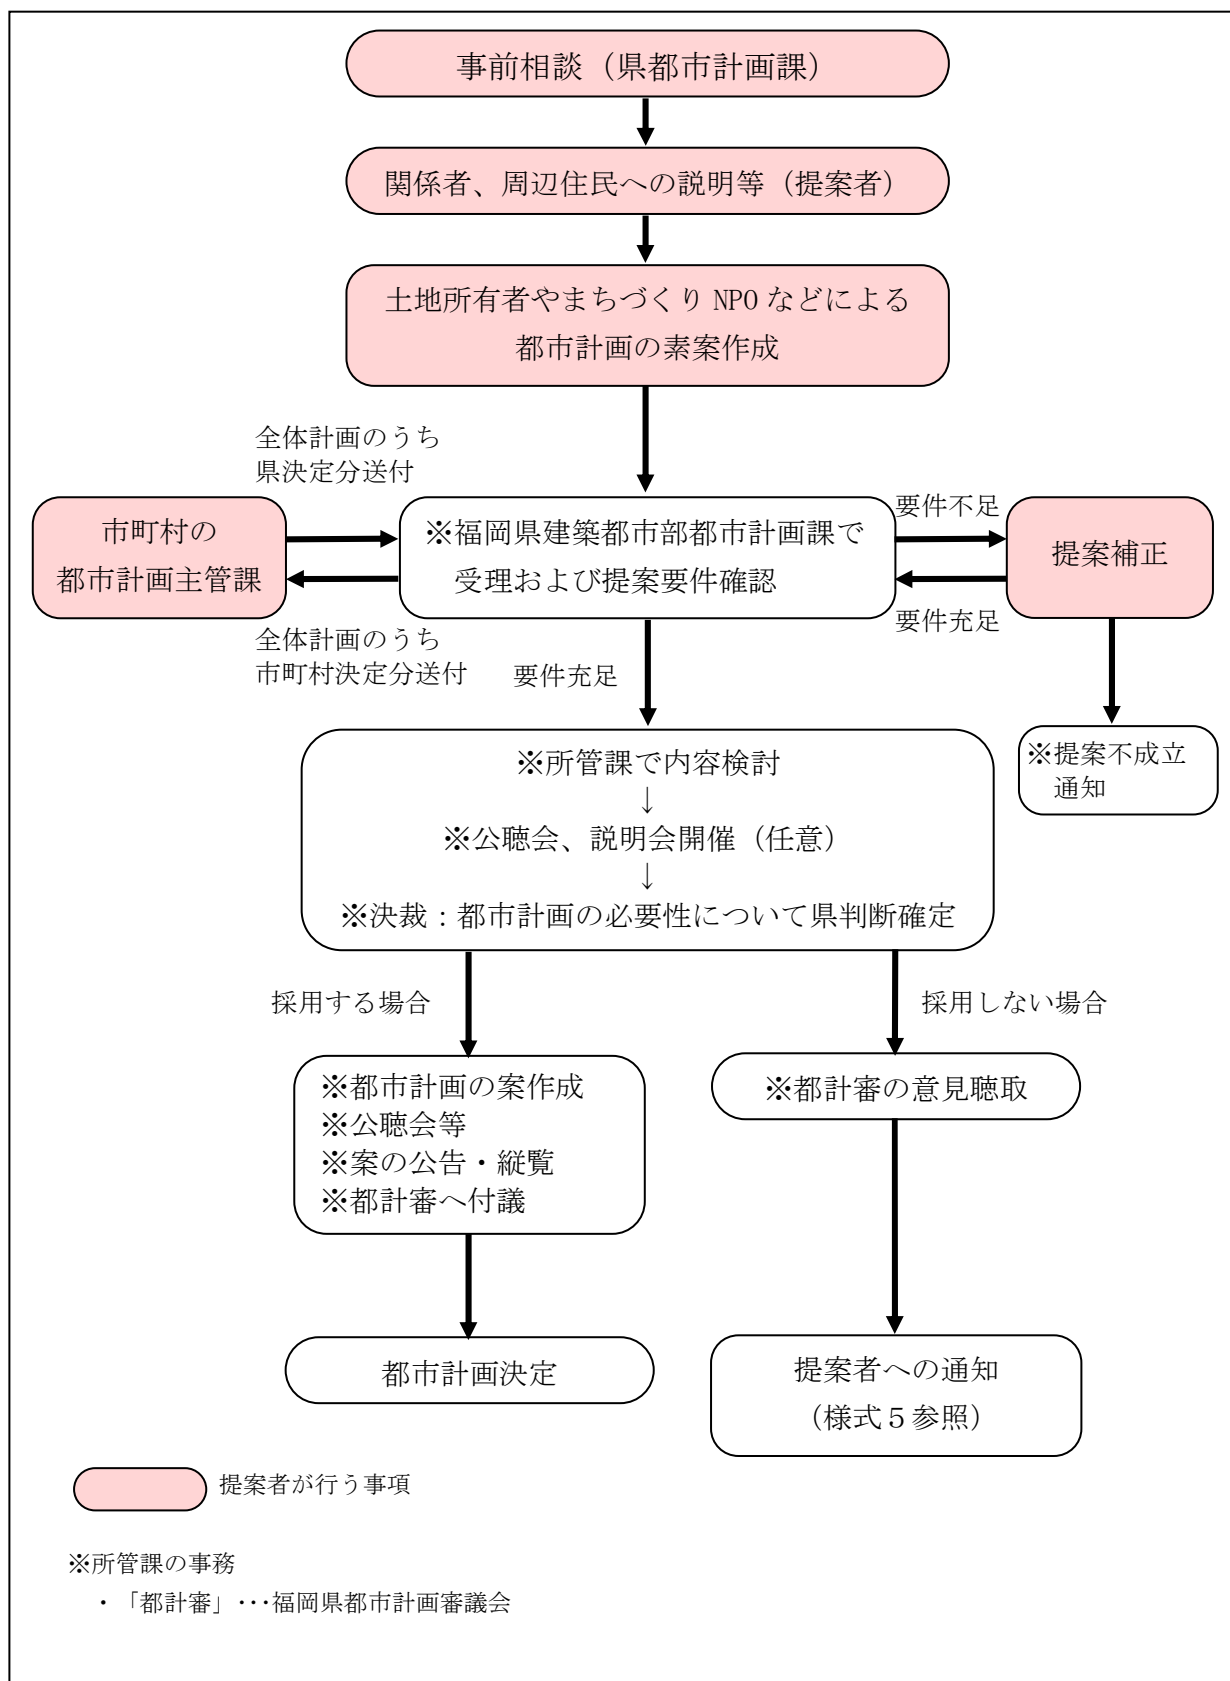 事前相談（県都市計画課）
関係者、周辺住民への説明等（提案者）
土地所有者やまちづくり NPO などによる
都市計画の素案作成
全体計画のうち
県決定分送付
市町村の
都市計画主管課
※福岡県建築都市部都市計画課で
受理および提案要件確認
要件不足
提案補正
要件充足
全体計画のうち
市町村決定分送付
要件充足
※提案不成立
通知
※所管課で内容検討
↓
※公聴会、説明会開催（任意）
↓
※決裁：都市計画の必要性について県判断確定
採用する場合
採用しない場合
※都市計画の案作成
※公聴会等
※案の公告・縦覧
※都計審へ付議
※都計審の意見聴取
都市計画決定
提案者への通知
（様式５参照）
提案者が行う事項
※所管課の事務
・「都計審」･･･福岡県都市計画審議会